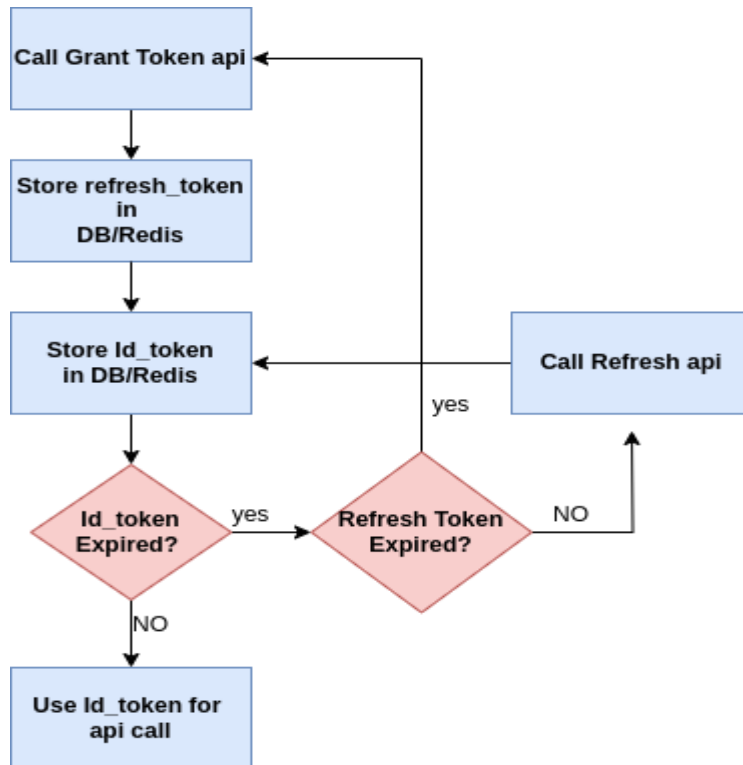 Call Grant Token api
Store refresh_token
in
DB/Redis
Store Id_token
in DB/Redis
Call Refresh api
yes
Id_token
Expired?
yes
Refresh Token
Expired?
NO
NO
Use Id_token for
api call